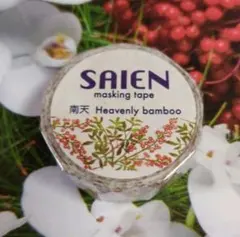 SAIEN
masking tape
南天 Heavenly bamboo